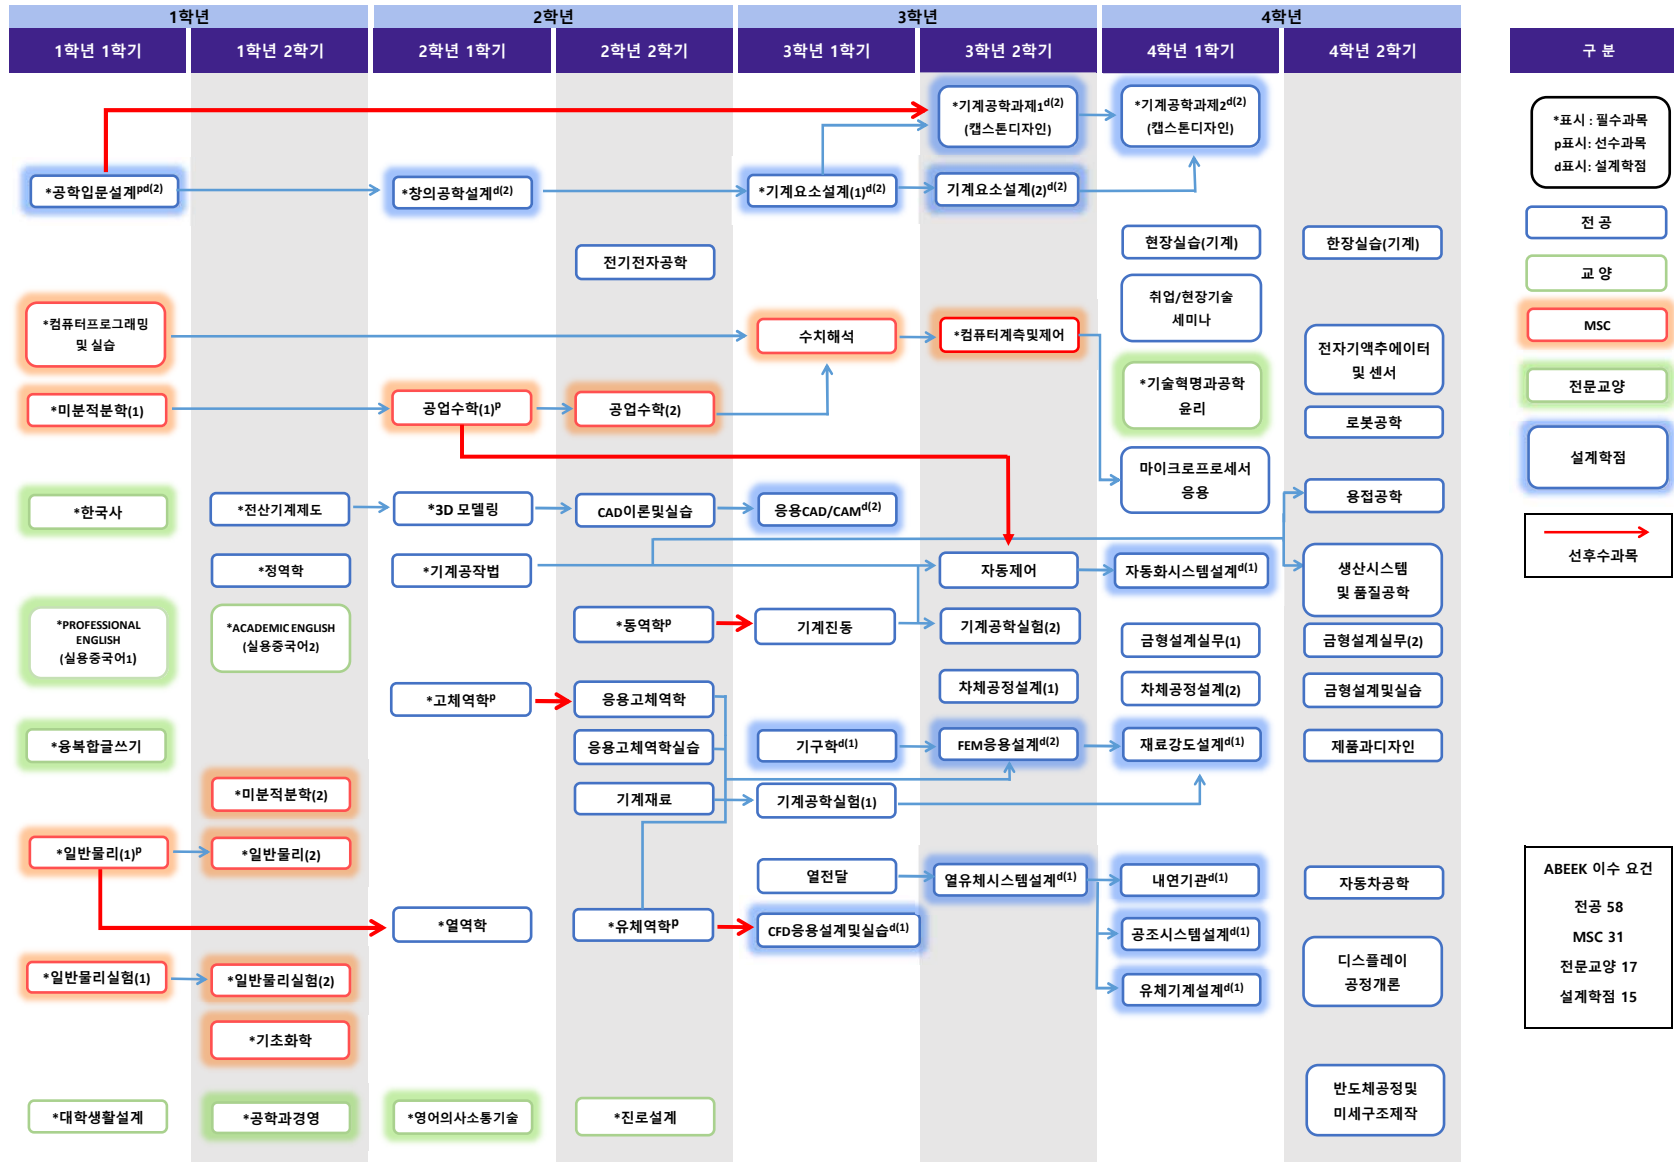 1학년
2학년
3학년
4학년
1학년 1학기
1학년 2학기
2학년 1학기
2학년 2학기
3학년 1학기
3학년 2학기
4학년 1학기
4학년 2학기
구 분
*공학입문설계pd(2)
*컴퓨터프로그래밍
및 실습
*미분적분학(1)
*한국사
*PROFESSIONAL
ENGLISH
(실용중국어1)
*융복합글쓰기
*일반물리(1)p
*일반물리실험(1)
*대학생활설계
*전산기계제도
*정역학
*ACADEMIC ENGLISH
(실용중국어2)
*미분적분학(2)
*일반물리(2)
*일반물리실험(2)
*기초화학
*공학과경영
*창의공학설계d(2)
공업수학(1)p
*3D 모델링
*기계공작법
*고체역학p
*열역학
*영어의사소통기술
전기전자공학
공업수학(2)
CAD이론및실습
*동역학p
응용고체역학
응용고체역학실습
기계재료
*유체역학p
*진로설계
*기계요소설계(1)d(2)
수치해석
응용CAD/CAMd(2)
기계진동
기구학d(1)
기계공학실험(1)
열전달
CFD응용설계및실습d(1)
*기계공학과제1d(2)
(캡스톤디자인)
기계요소설계(2)d(2)
*컴퓨터계측및제어
자동제어
기계공학실험(2)
차체공정설계(1)
FEM응용설계d(2)
열유체시스템설계d(1)
*기계공학과제2d(2)
(캡스톤디자인)
현장실습(기계)
취업/현장기술
세미나
*기술혁명과공학
윤리
마이크로프로세서
응용
자동화시스템설계d(1)
금형설계실무(1)
차체공정설계(2)
재료강도설계d(1)
내연기관d(1)
공조시스템설계d(1)
유체기계설계d(1)
한장실습(기계)
전자기액추에이터
및 센서
로봇공학
용접공학
생산시스템
및 품질공학
금형설계실무(2)
금형설계및실습
제품과디자인
자동차공학
디스플레이
공정개론
반도체공정및
미세구조제작
*표시 : 필수과목
p표시 : 선수과목
d표시: 설계학점
전 공
교 양
MSC
전문교양
설계학점
선후수과목
ABEEK 이수 요건
전공 58
MSC 31
전문교양 17
설계학점 15